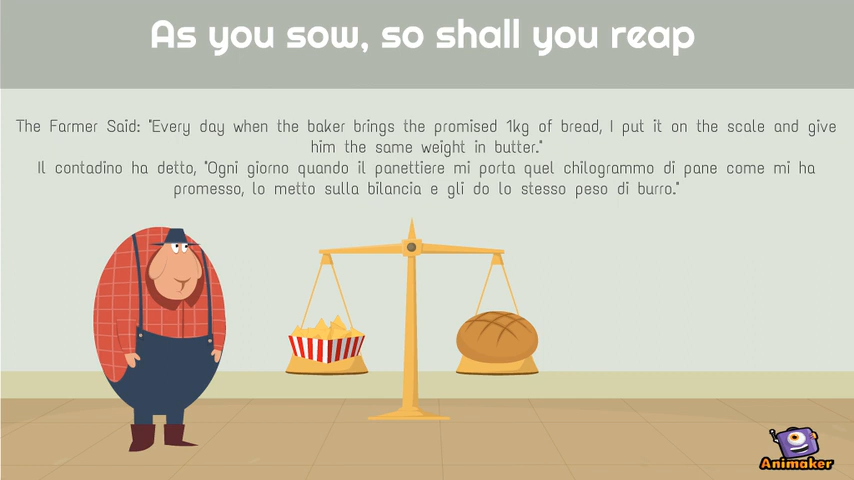 As you sow, so shall you reap
The Farmer Said: "Every day when the baker brings the promised 1kg of bread, I put it on the scale and give
him the same weight in butter."
Il contadino ha detto, "Ogni giorno quando il panettiere mi porta quel chilogrammo di pane come mi ha
promesso, lo metto sulla bilancia e gli do lo stesso peso di burro."
Animaker